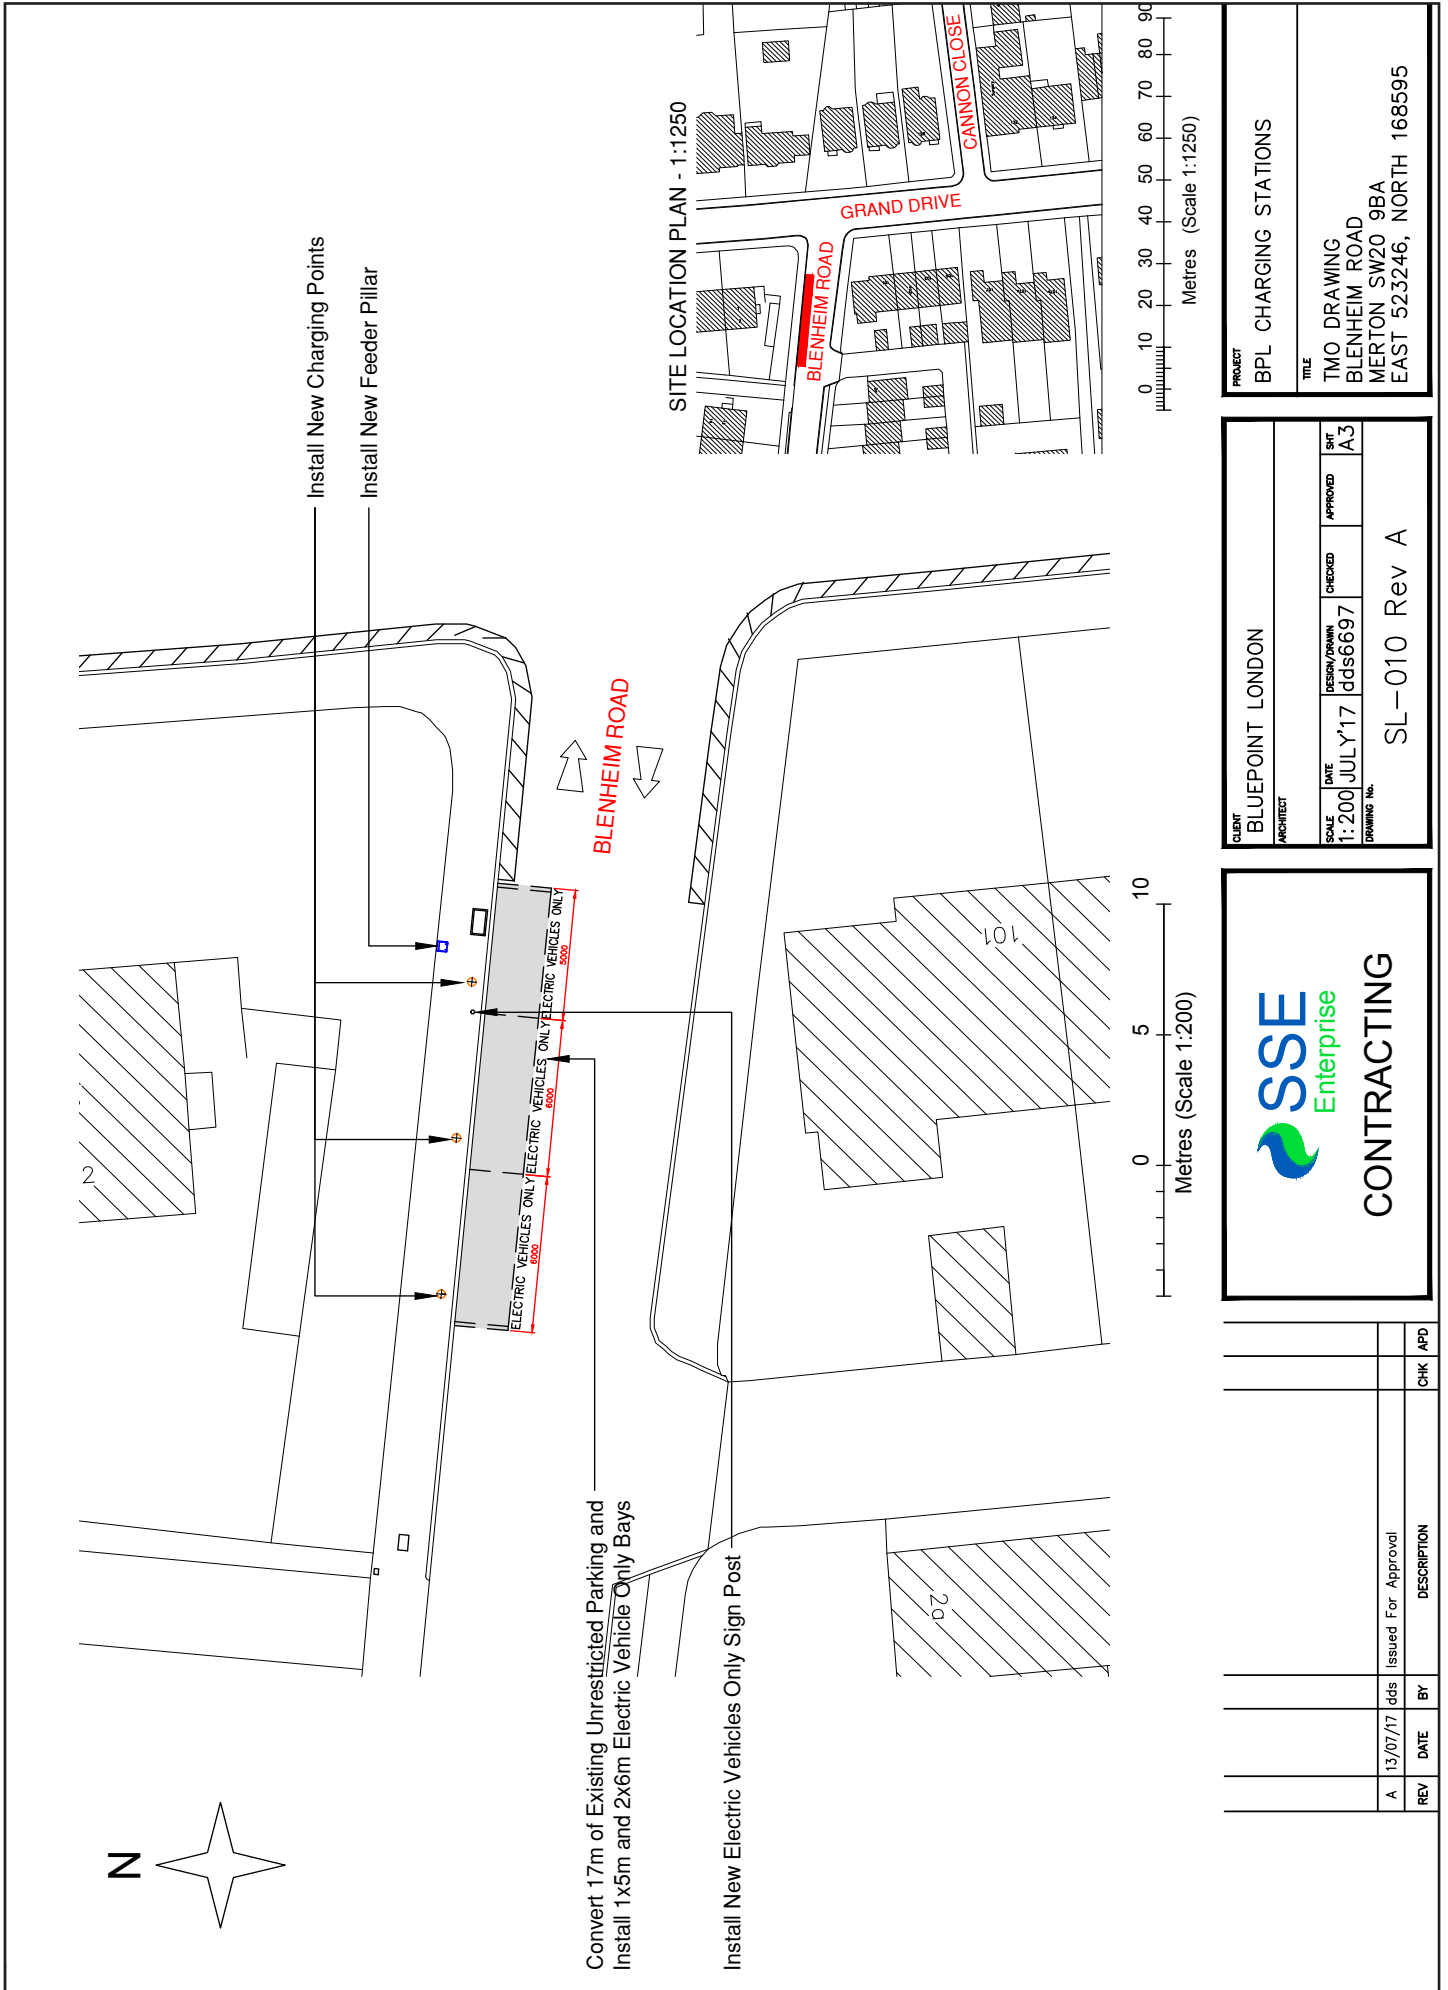 N
Install New Charging Points
Install New Feeder Pillar
Convert 17m of Existing Unrestricted Parking and
Install 1x5m and 2x6m Electric Vehicle Only Bays
Install New Electric Vehicles Only Sign Post
ELECTRIC VEHICLES ONLY
ELECTRIC VEHICLES ONLY
ELECTRIC VEHICLES ONLY
6000
6000
5000
BLENHEIM ROAD
2
101
2a
0 5 10
Metres (Scale 1:200)
SITE LOCATION PLAN - 1:1250
BLENHEIM ROAD
GRAND DRIVE
CANNON CLOSE
0 10 20 30 40 50 60 70 80 90
Metres (Scale 1:1250)
A 13/07/17 dds Issued For Approval
REV DATE BY DESCRIPTION CHK APD
SSE
Enterprise
CONTRACTING
CLIENT
BLUEPOINT LONDON
ARCHITECT
SCALE DATE DESIGN/DRAWN CHECKED APPROVED SHT
1:200 JULY'17 dds6697 A3
DRAWING No.
SL-010 Rev A
PROJECT
BPL CHARGING STATIONS
TITLE
TMO DRAWING
BLENHEIM ROAD
MERTON SW20 9BA
EAST 523246, NORTH 168595